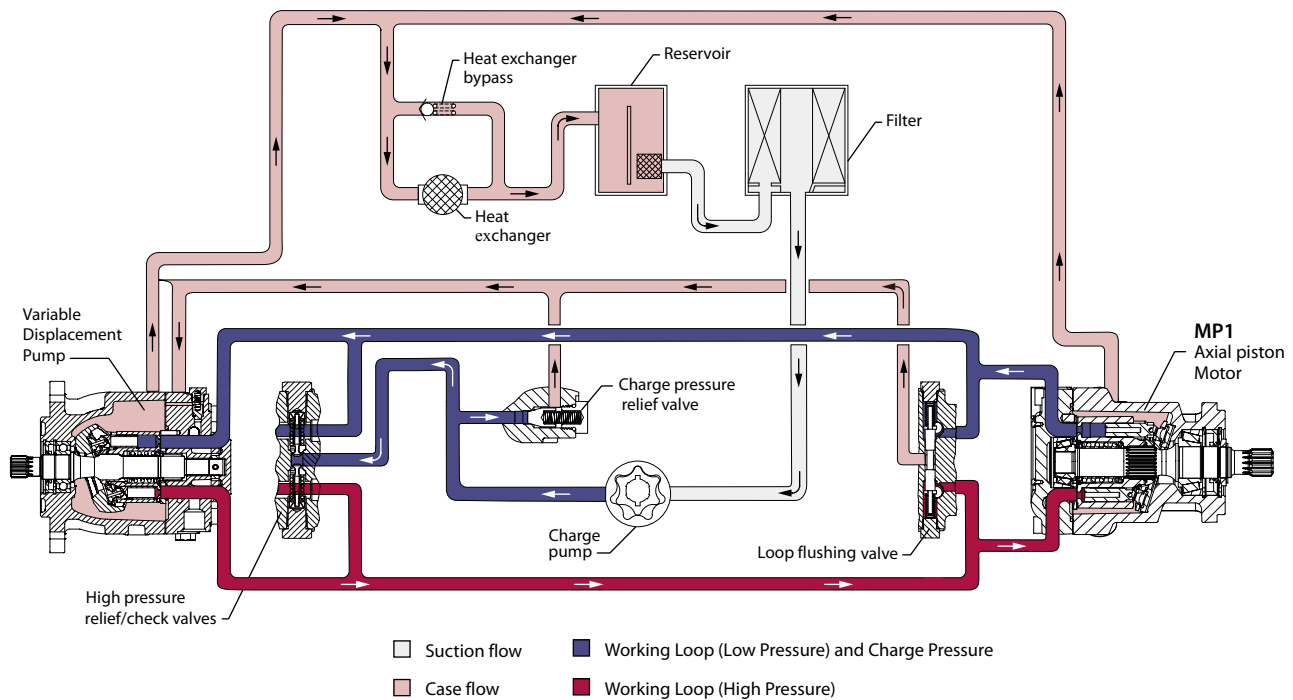 Heat exchanger
bypass
Reservoir
Filter
Heat
exchanger
Variable
Displacement
Pump
MP1
Axial piston
Motor
Charge pressure
relief valve
Charge
pump
Loop flushing valve
High pressure
relief/check valves
Suction flow
Working Loop (Low Pressure) and Charge Pressure
Case flow
Working Loop (High Pressure)